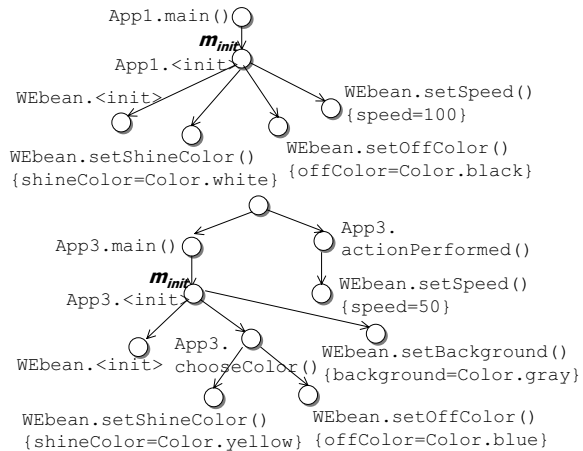 App1.main()
m_init
App1.<init>
WEbean.<init>
WEbean.setSpeed()
{speed=100}
WEbean.setShineColor()
{shineColor=Color.white}
WEbean.setOffColor()
{offColor=Color.black}
App3.main()
App3.
actionPerformed()
m_init
App3.<init>
WEbean.setSpeed()
{speed=50}
WEbean.<init>
App3.
chooseColor()
WEbean.setBackground()
{background=Color.gray}
WEbean.setShineColor()
{shineColor=Color.yellow}
WEbean.setOffColor()
{offColor=Color.blue}